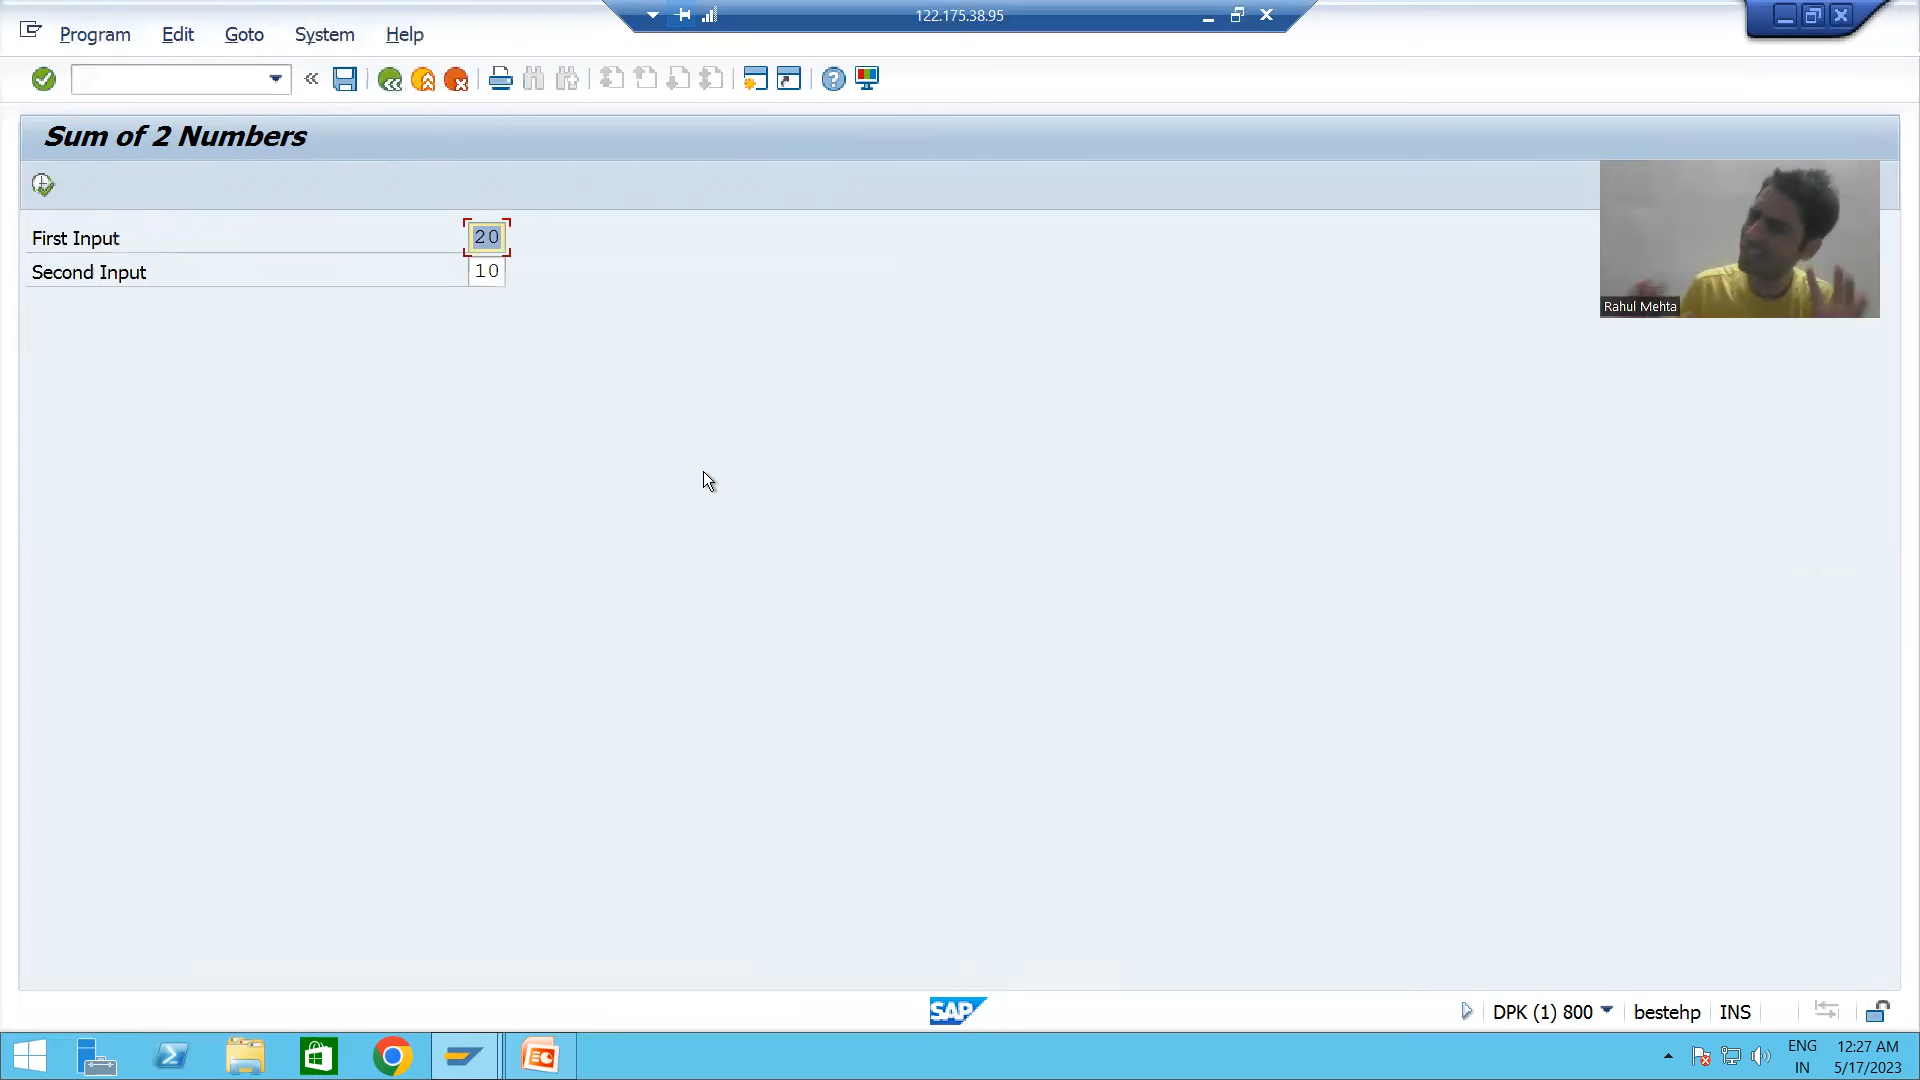 122.175.38.95
Program Edit Goto System Help
Sum of 2 Numbers
First Input 20
Second Input 10
Rahul Mehta
SAP
DPK (1) 800 bestehp INS
ENG 12:27 AM
IN 5/17/2023